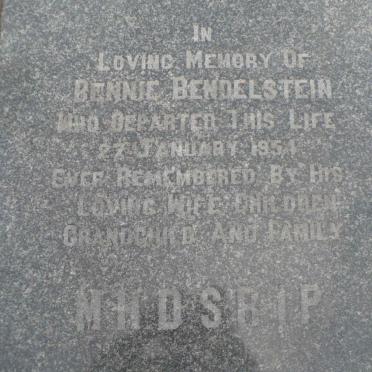 IN
LOVING MEMORY OF
BENNIE BENDELSTEIN
WHO DEPARTED THIS LIFE
27 JANUARY 1954
EVER REMEMBERED BY HIS
LOVING WIFE CHILDREN
GRANDCHILD AND FAMILY
M H D S R I P